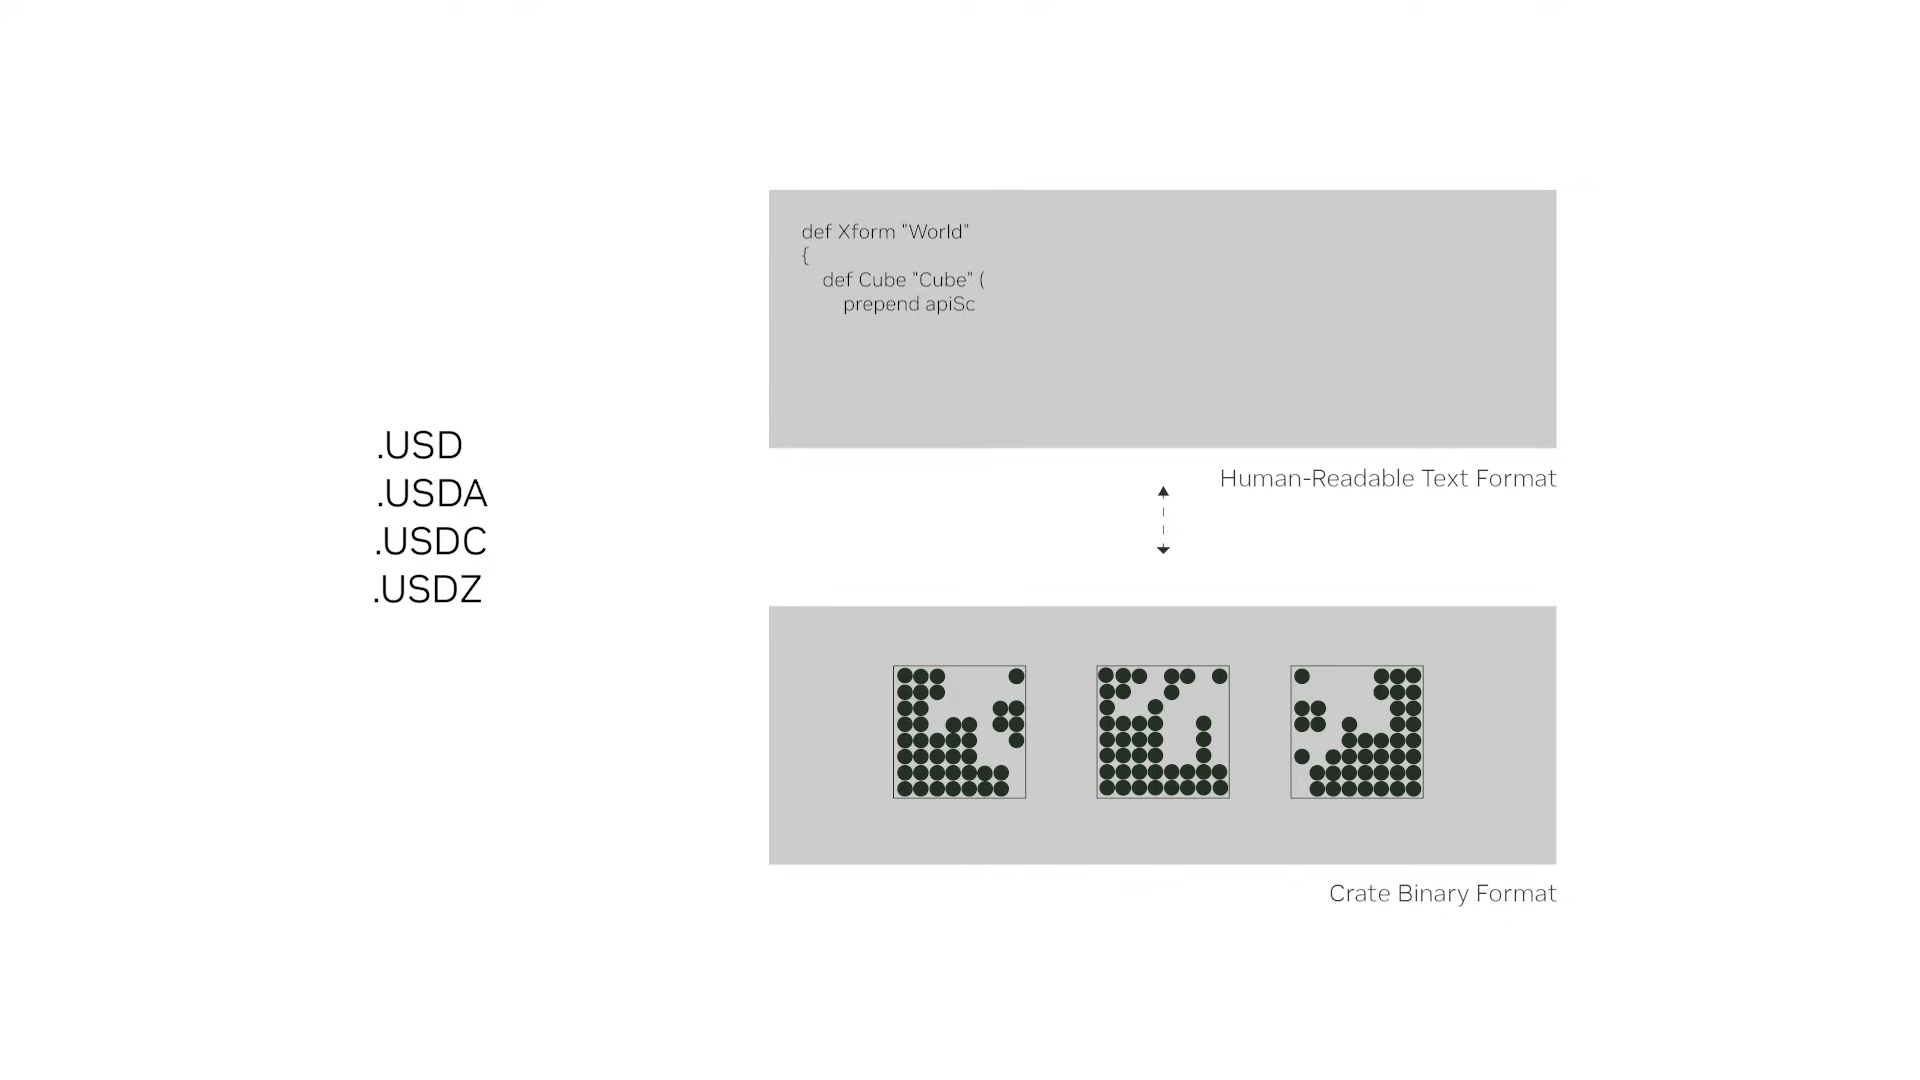 .USD
.USDA
.USDC
.USDZ
def Xform "World"
{
def Cube "Cube" (
prepend apiSc
Human-Readable Text Format
Crate Binary Format